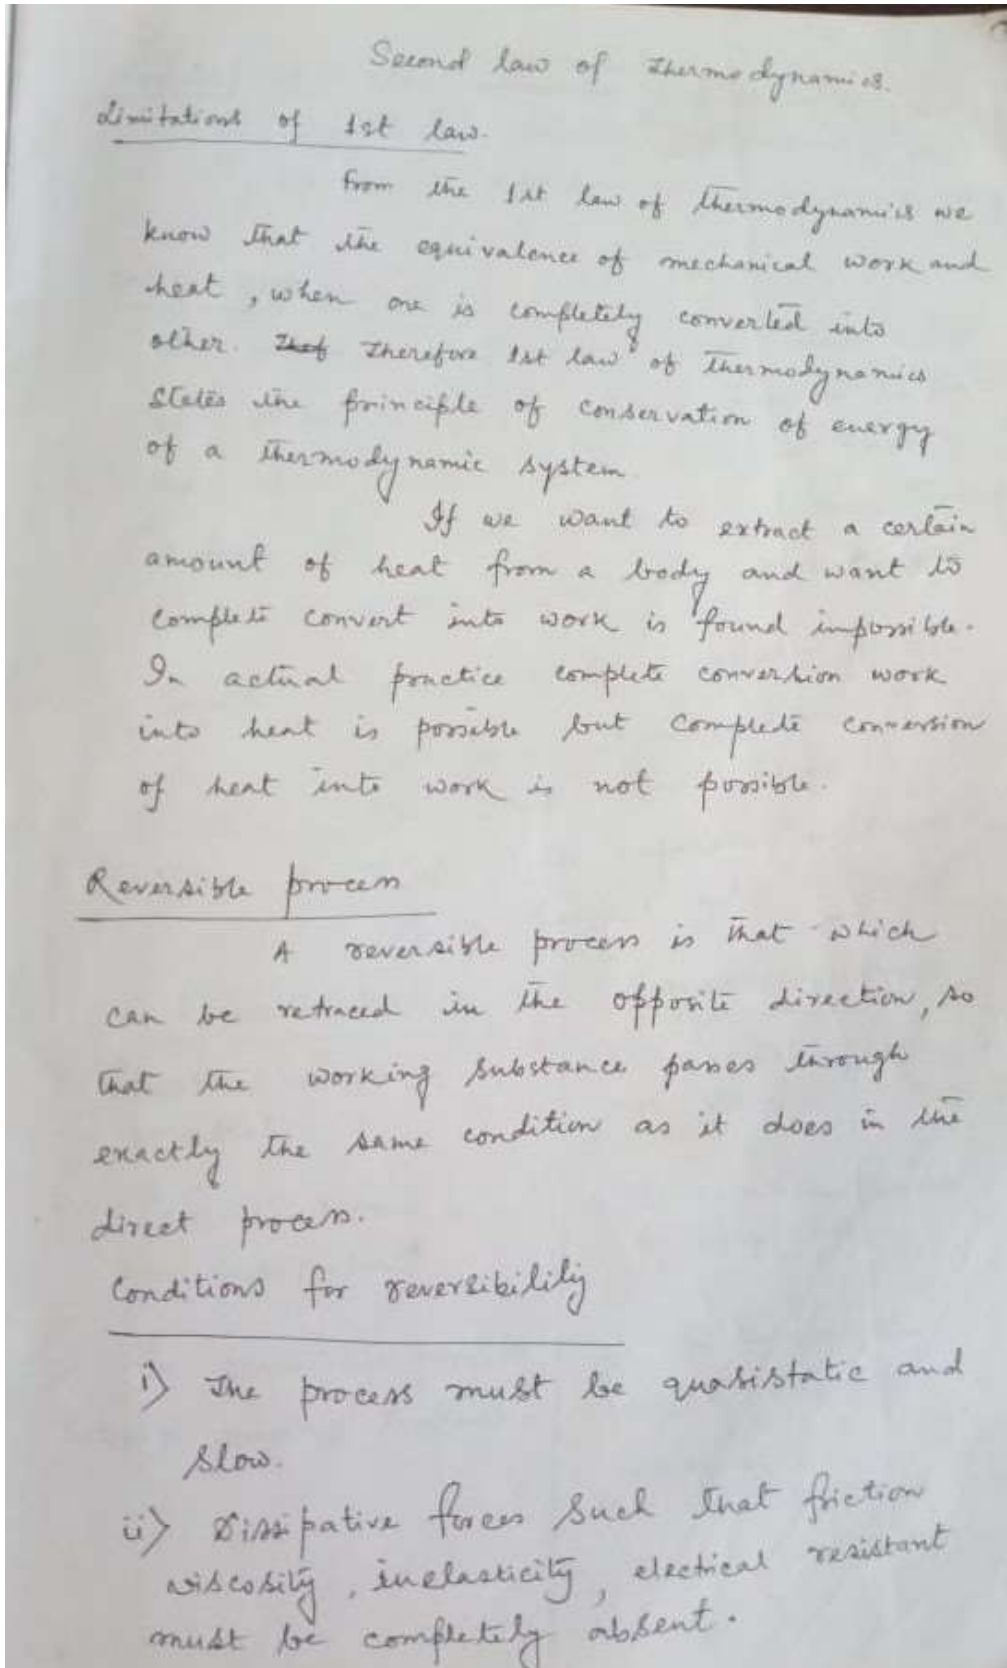 Second law of thermodynamics.
Limitations of 1st law.
From the 1st law of thermodynamics we
know that the equivalence of mechanical work and
heat, when one is completely converted into
other. Therefore 1st law of thermodynamics
states the principle of conservation of energy
of a thermodynamic system
If we want to extract a certain
amount of heat from a body and want to
complete convert into work is found impossible.
In actual practice complete conversion work
into heat is possible but complete conversion
of heat into work is not possible.
Reversible process
A reversible process is that which
can be retraced in the opposite direction, so
that the working substance passes through
exactly the same condition as it does in the
direct process.
Conditions for reversibility
i) The process must be quasistatic and
slow.
ii) Dissipative forces such that friction
viscosity, inelasticity, electrical resistant
must be completely absent.